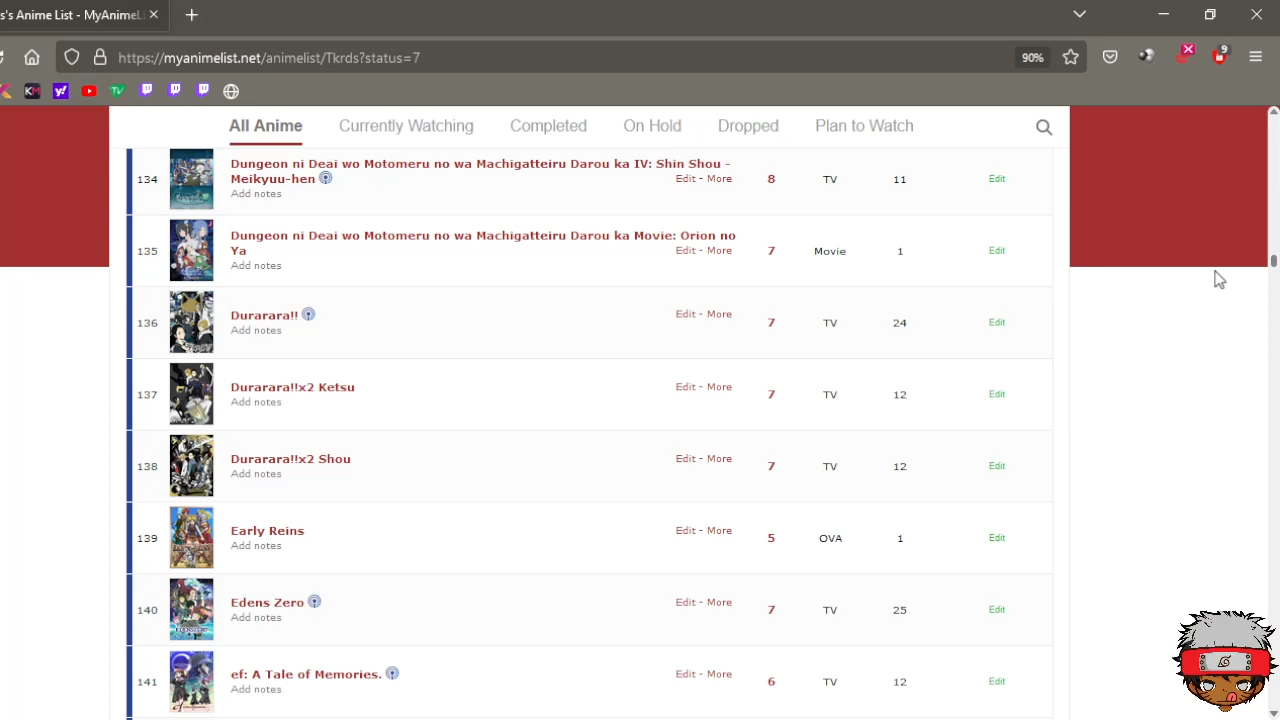 s's Anime List - MyAnimeLi
https://myanimelist.net/animelist/Tkrds?status=7
90%
9
KM
y!
TV
All Anime
Currently Watching
Completed
On Hold
Dropped
Plan to Watch
134
Dungeon ni Deai wo Motomeru no wa Machigatteiru Darou ka IV: Shin Shou -
Meikyuu-hen
Add notes
Edit - More
8
TV
11
Edit
135
Dungeon ni Deai wo Motomeru no wa Machigatteiru Darou ka Movie: Orion no
Ya
Add notes
Edit - More
7
Movie
1
Edit
136
Durarara!!
Add notes
Edit - More
7
TV
24
Edit
137
Durarara!!x2 Ketsu
Add notes
Edit - More
7
TV
12
Edit
138
Durarara!!x2 Shou
Add notes
Edit - More
7
TV
12
Edit
139
Early Reins
Add notes
Edit - More
5
OVA
1
Edit
140
Edens Zero
Add notes
Edit - More
7
TV
25
Edit
141
ef: A Tale of Memories.
Add notes
Edit - More
6
TV
12
Edit